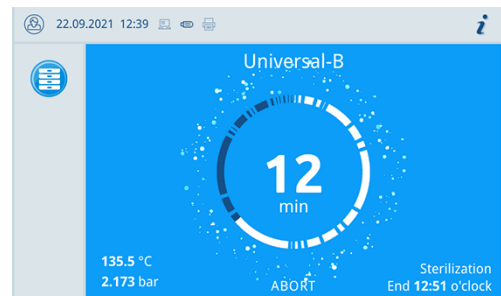 22.09.2021 12:39
i
Universal-B
12
min
135.5 °C
2.173 bar
ABORT
Sterilization
End 12:51 o'clock